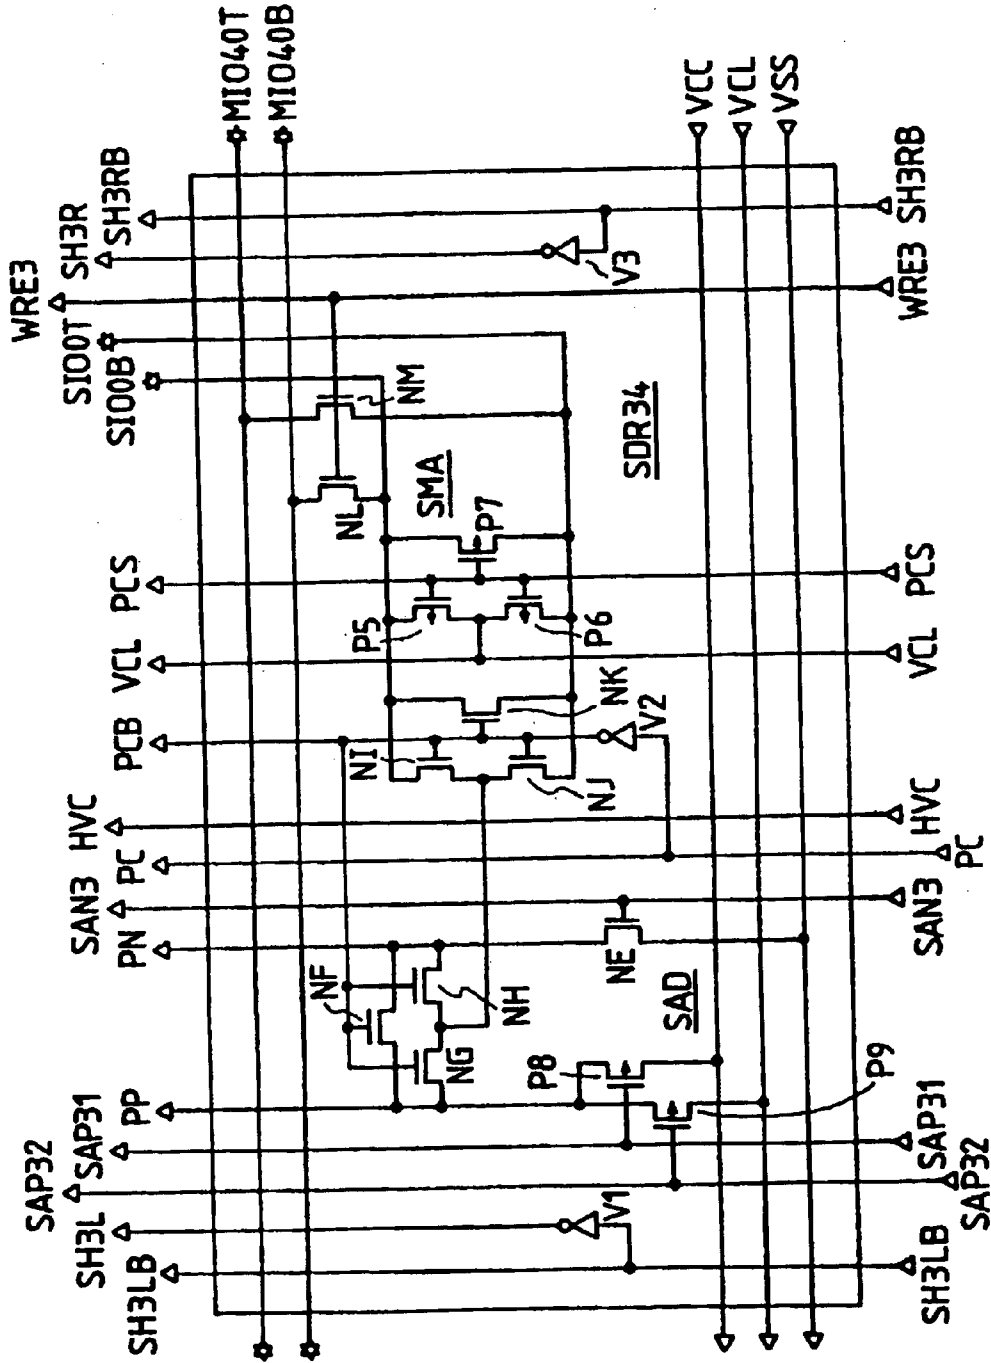 MIO40T
MIO40B
WRE3
SH3R
SH3RB
SIO0T
SIO0B
PCS
VCL
PCB
HVC
PC
SAN3
PN
PP
SAP31
SAP32
SH3L
SH3LB
VCC
VCL
VSS
NM
NL
SMA
P7
P5
P6
NK
NI
NJ
V2
V3
SDR34
NF
NH
NG
NE
SAD
P8
P9
V1
SH3RB
WRE3
PCS
VCL
HVC
PC
SAN3
SAP31
SAP32
SH3LB